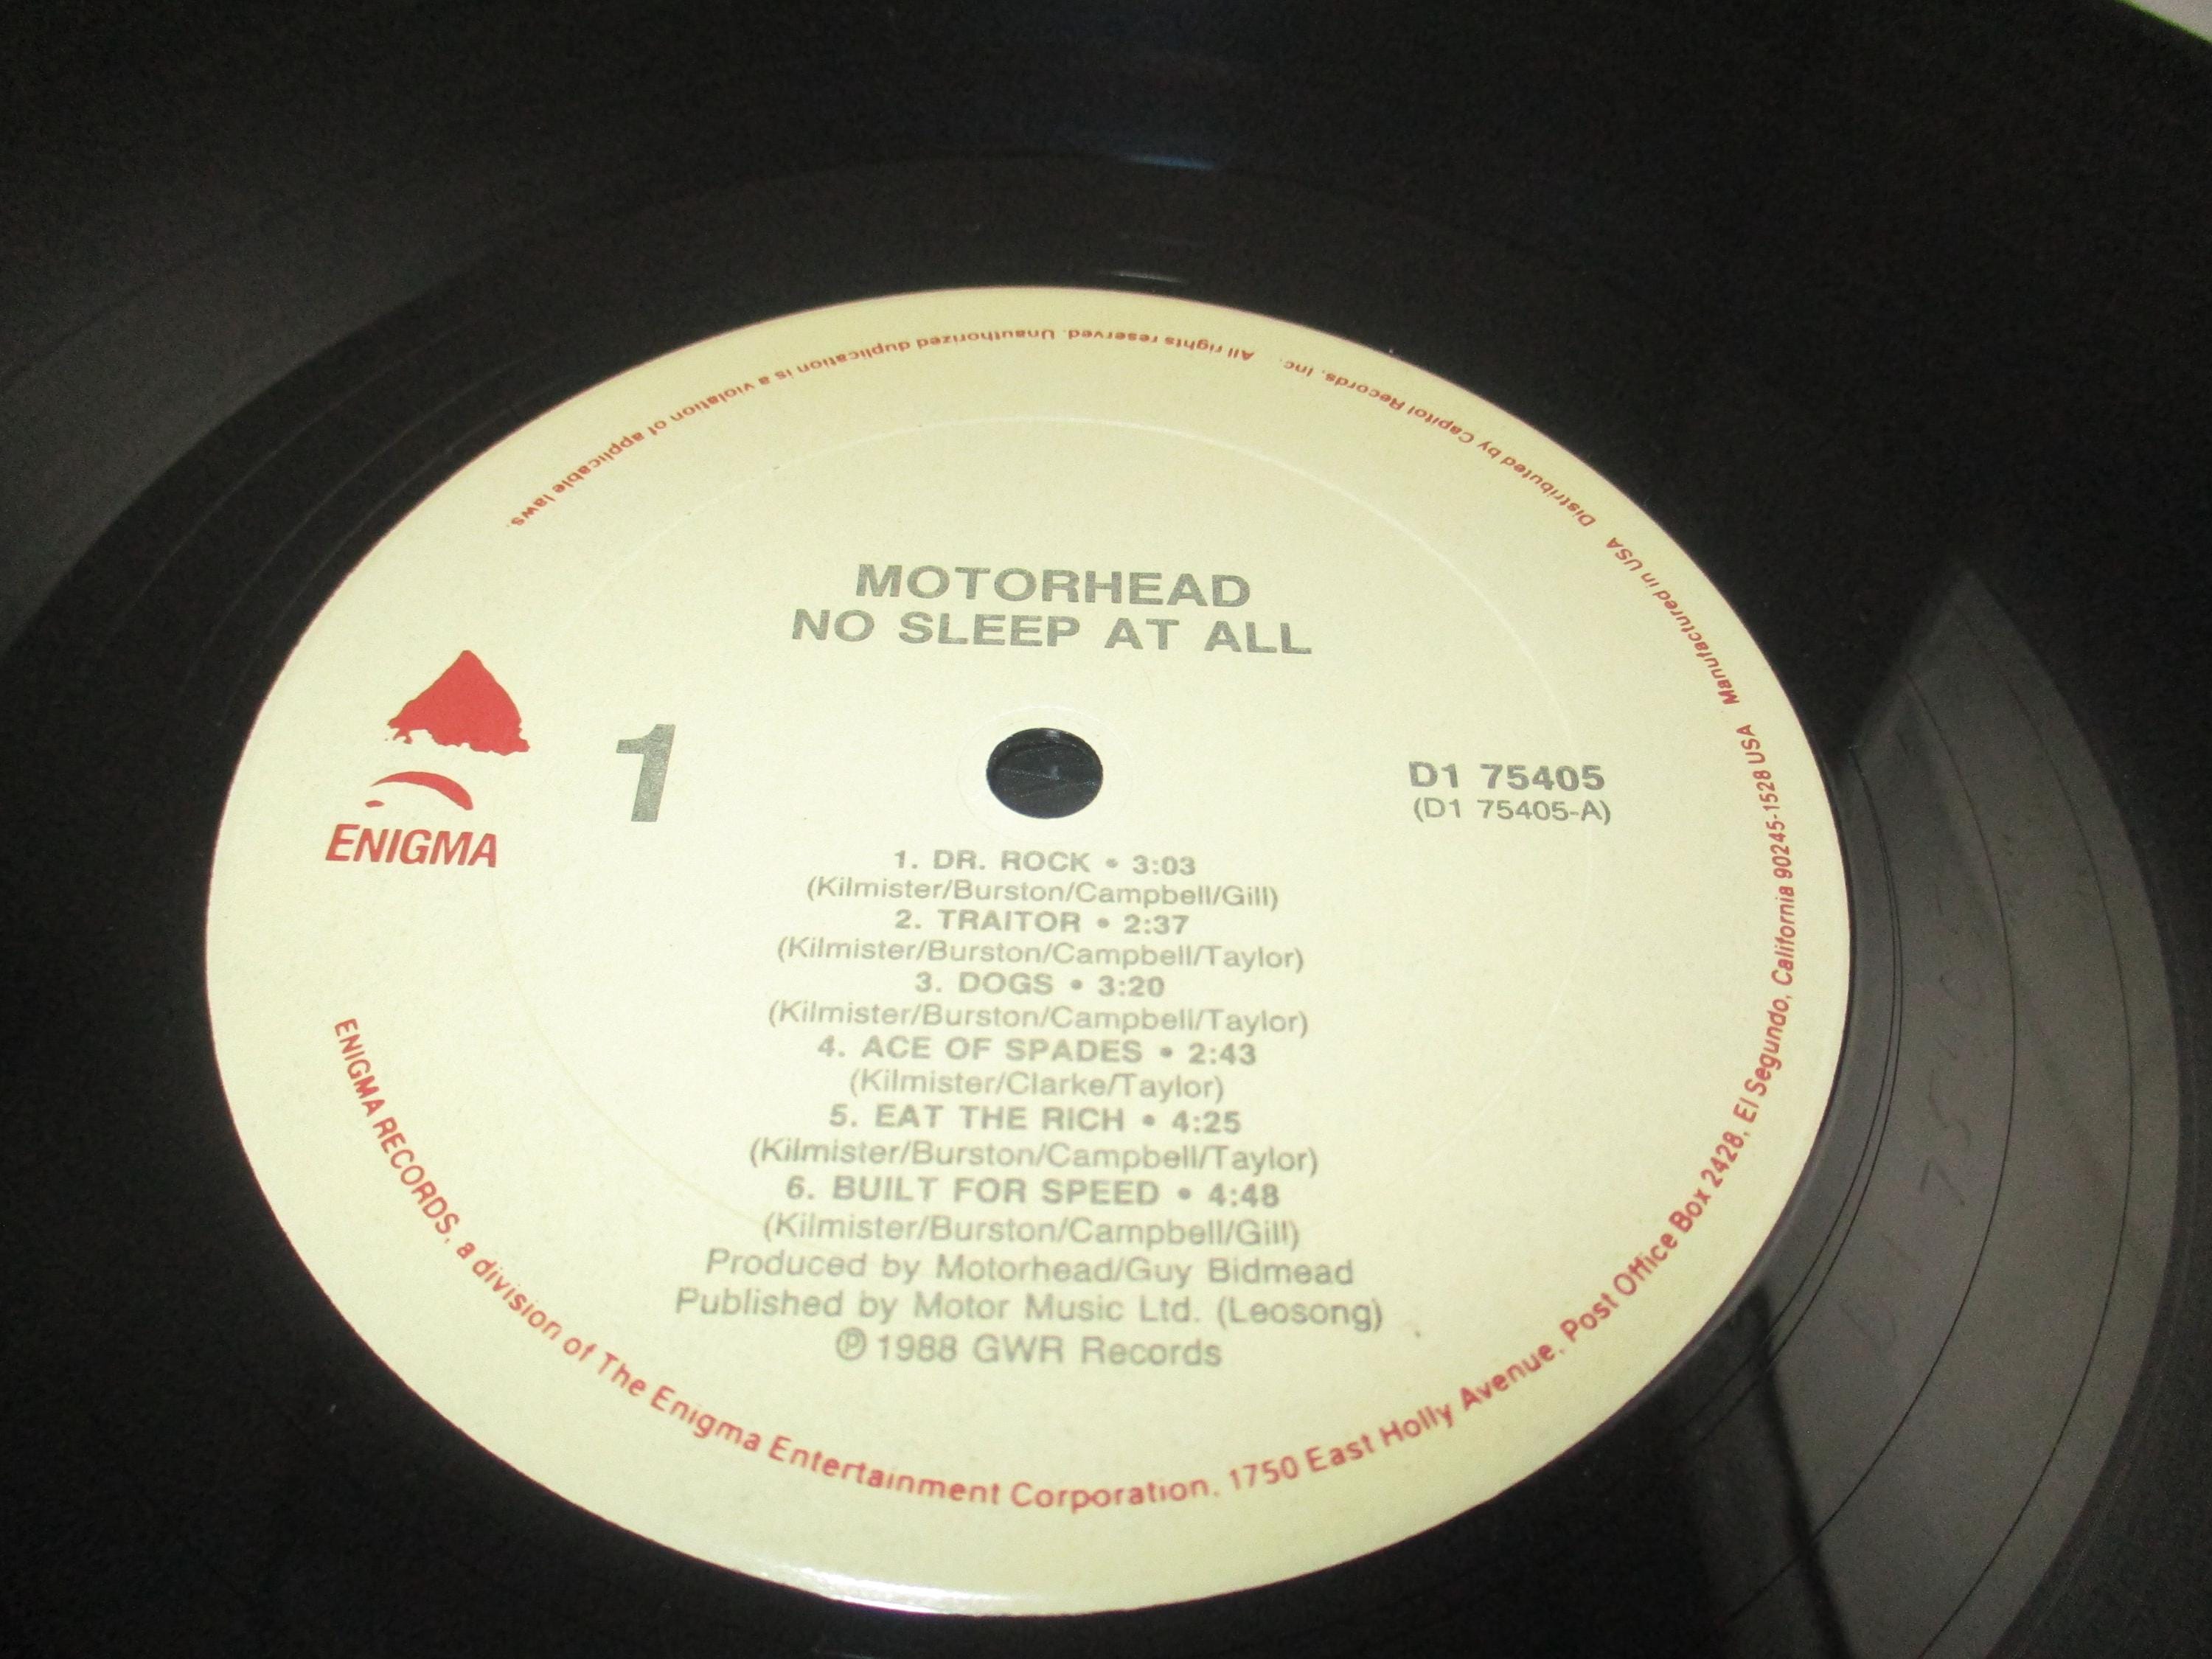 MOTORHEAD
NO SLEEP AT ALL
ENIGMA
1
D1 75405
(D1 75405-A)
1. DR. ROCK • 3:03
(Kilmister/Burston/Campbell/Gill)
2. TRAITOR • 2:37
(Kilmister/Burston/Campbell/Taylor)
3. DOGS • 3:20
(Kilmister/Burston/Campbell/Taylor)
4. ACE OF SPADES • 2:43
(Kilmister/Clarke/Taylor)
5. EAT THE RICH • 4:25
(Kilmister/Burston/Campbell/Taylor)
6. BUILT FOR SPEED • 4:48
(Kilmister/Burston/Campbell/Gill)
Produced by Motorhead/Guy Bidmead
Published by Motor Music Ltd. (Leosong)
℗ 1988 GWR Records
ENIGMA RECORDS, a division of The Enigma Entertainment Corporation, 1750 East Holly Avenue, Post Office Box 2428, El Segundo, California 90245-1528 USA Manufactured in USA Distributed by Capitol Records, Inc. All rights reserved. Unauthorized duplication is a violation of applicable laws.